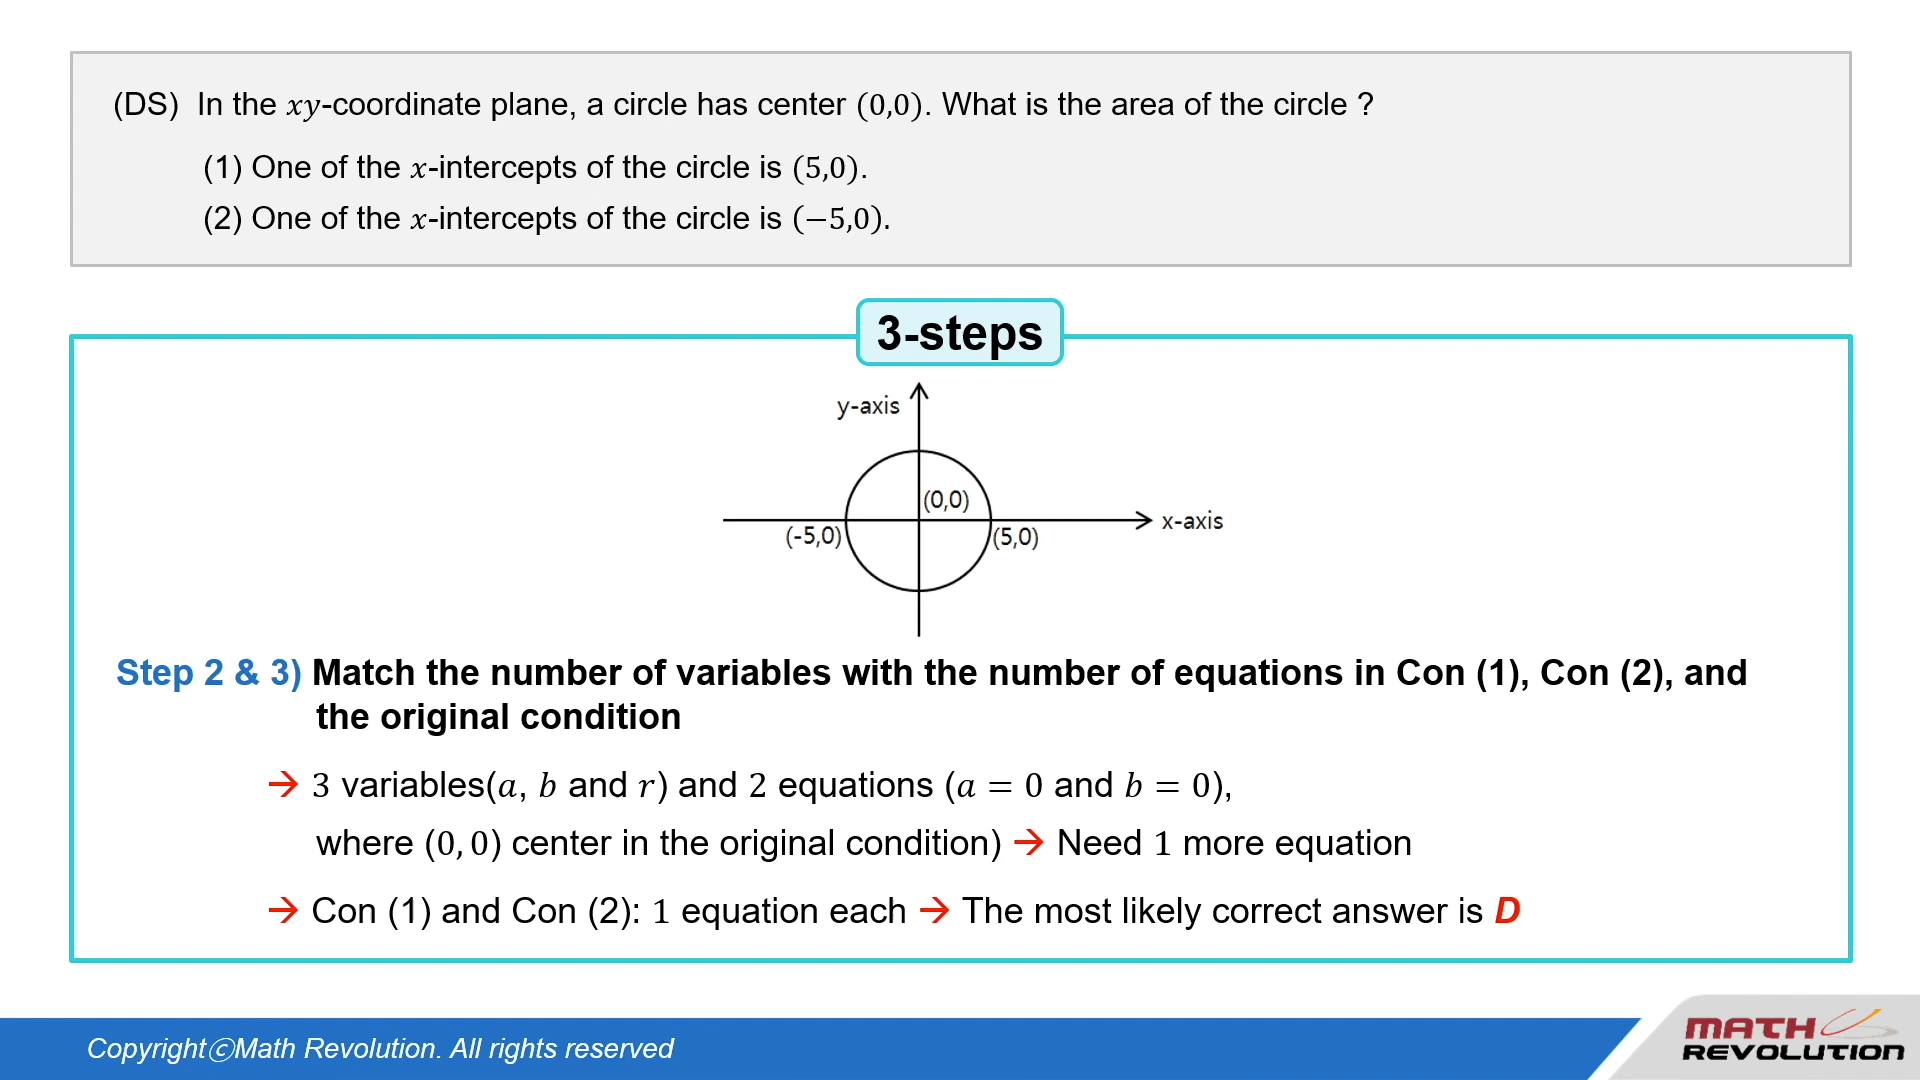 (DS) In the xy-coordinate plane, a circle has center (0,0). What is the area of the circle ?
(1) One of the x-intercepts of the circle is (5,0).
(2) One of the x-intercepts of the circle is (−5,0).
3-steps
y-axis
(0,0)
x-axis
(-5,0)
(5,0)
Step 2 & 3) Match the number of variables with the number of equations in Con (1), Con (2), and
the original condition
→ 3 variables(a, b and r) and 2 equations (a = 0 and b = 0),
where (0, 0) center in the original condition) → Need 1 more equation
→ Con (1) and Con (2): 1 equation each → The most likely correct answer is D
CopyrightⓒMath Revolution. All rights reserved
MATH
REVOLUTION